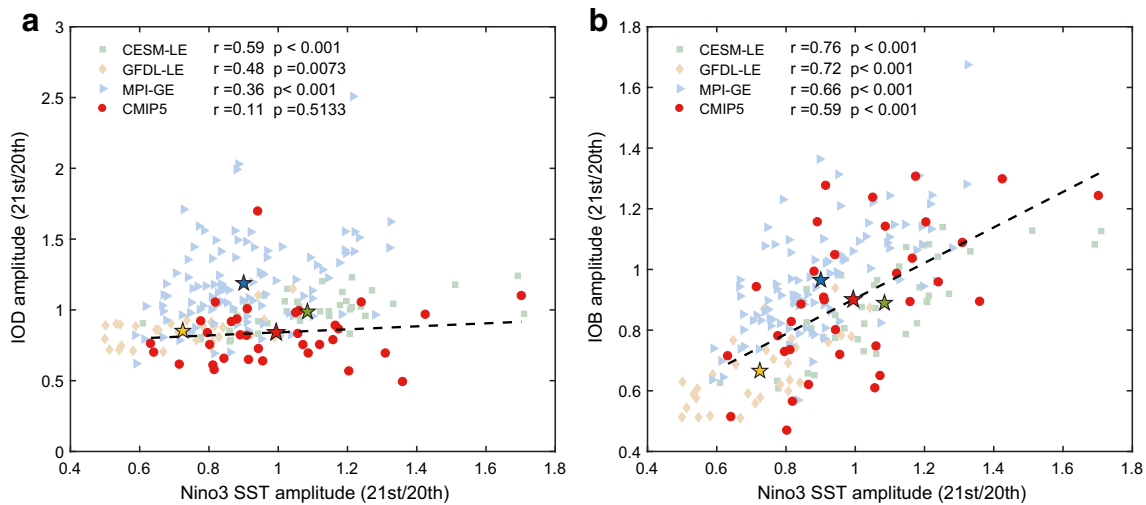 a
3
2.5
2
1.5
1
0.5
0
IOD amplitude (21st/20th)
CESM-LE r =0.59 p < 0.001
GFDL-LE r =0.48 p =0.0073
MPI-GE r =0.36 p< 0.001
CMIP5 r =0.11 p =0.5133
0.4 0.6 0.8 1 1.2 1.4 1.6 1.8
Nino3 SST amplitude (21st/20th)
b
1.8
1.6
1.4
1.2
1.0
0.8
0.6
0.4
IOB amplitude (21st/20th)
CESM-LE r =0.76 p < 0.001
GFDL-LE r =0.72 p <0.001
MPI-GE r =0.66 p <0.001
CMIP5 r =0.59 p <0.001
0.4 0.6 0.8 1 1.2 1.4 1.6 1.8
Nino3 SST amplitude (21st/20th)